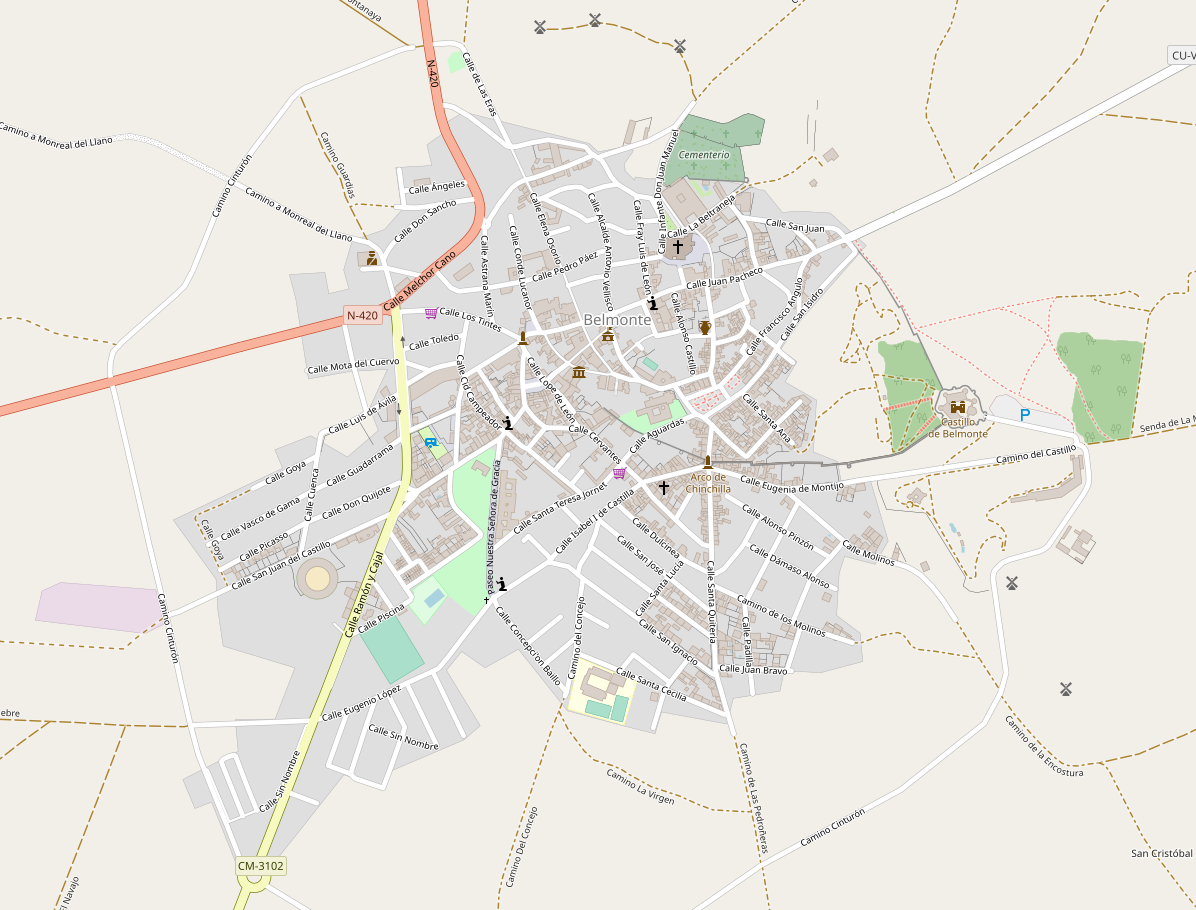 ontanaya
N-420
Calle de Las Eras
CU-V
Camino a Monreal del Llano
Camino Cinturón
Camino Guardias
Cementerio
Calle Infante Don Juan Manuel
Calle Ángeles
Camino a Monreal del Llano
Calle Don Sancho
Calle Elena Osorio
Calle Alcalde Antonio Vellisco
Calle Fray Luis de León
Calle La Beltraneja
Calle San Juan
Calle Conde Lucanor
Calle Astrana Marín
Calle Pedro Páez
Calle Melchor Cano
Calle Juan Pacheco
N-420
Calle Los Tintes
Belmonte
Calle Alonso Castillo
Calle Francisco Angulo
Calle San Isidro
Calle Toledo
Calle Mota del Cuervo
Calle Cid Campeador
Calle Lope de León
Calle Luis de Ávila
Calle Cervantes
Calle Aguardas
Calle Santa Ana
P
Castillo
de Belmonte
Senda de La M
Camino del Castillo
Calle Goya
Calle Guadarrama
Calle Cuenca
Calle Vasco de Gama
Calle Don Quijote
Calle Goya
Calle Picasso
Calle San Juan del Castillo
Paseo Nuestra Señora de Gracia
Calle Santa Teresa Jornet
Calle Isabel I de Castilla
Arco de
Chinchilla
Calle Eugenia de Montijo
Calle Dulcinea
Calle Alonso Pinzón
Calle Molinos
Calle San José
Calle Dámaso Alonso
Calle Santa Lucía
Calle Santa Quiteria
Calle Ramón y Cajal
Calle Piscina
Camino Cinturón
Calle Concepción Baillo
Camino del Concejo
Camino de los Molinos
Calle San Ignacio
Calle Padilla
Calle Juan Bravo
Calle Santa Cecilia
Calle Eugenio López
ebre
Calle Sin Nombre
Calle Sin Nombre
Camino de la Encostura
Camino La Virgen
Camino de Las Pedroñeras
Camino Del Concejo
Camino Cinturón
San Cristóbal
CM-3102
El Navajo